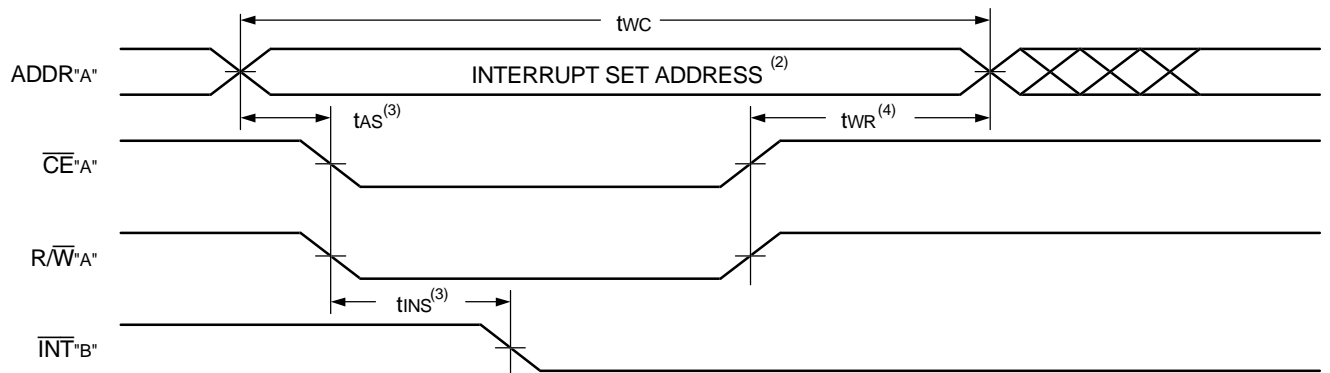 tWC
ADDR"A"
INTERRUPT SET ADDRESS (2)
tAS(3)
tWR(4)
CE"A"
R/W"A"
tINS(3)
INT"B"